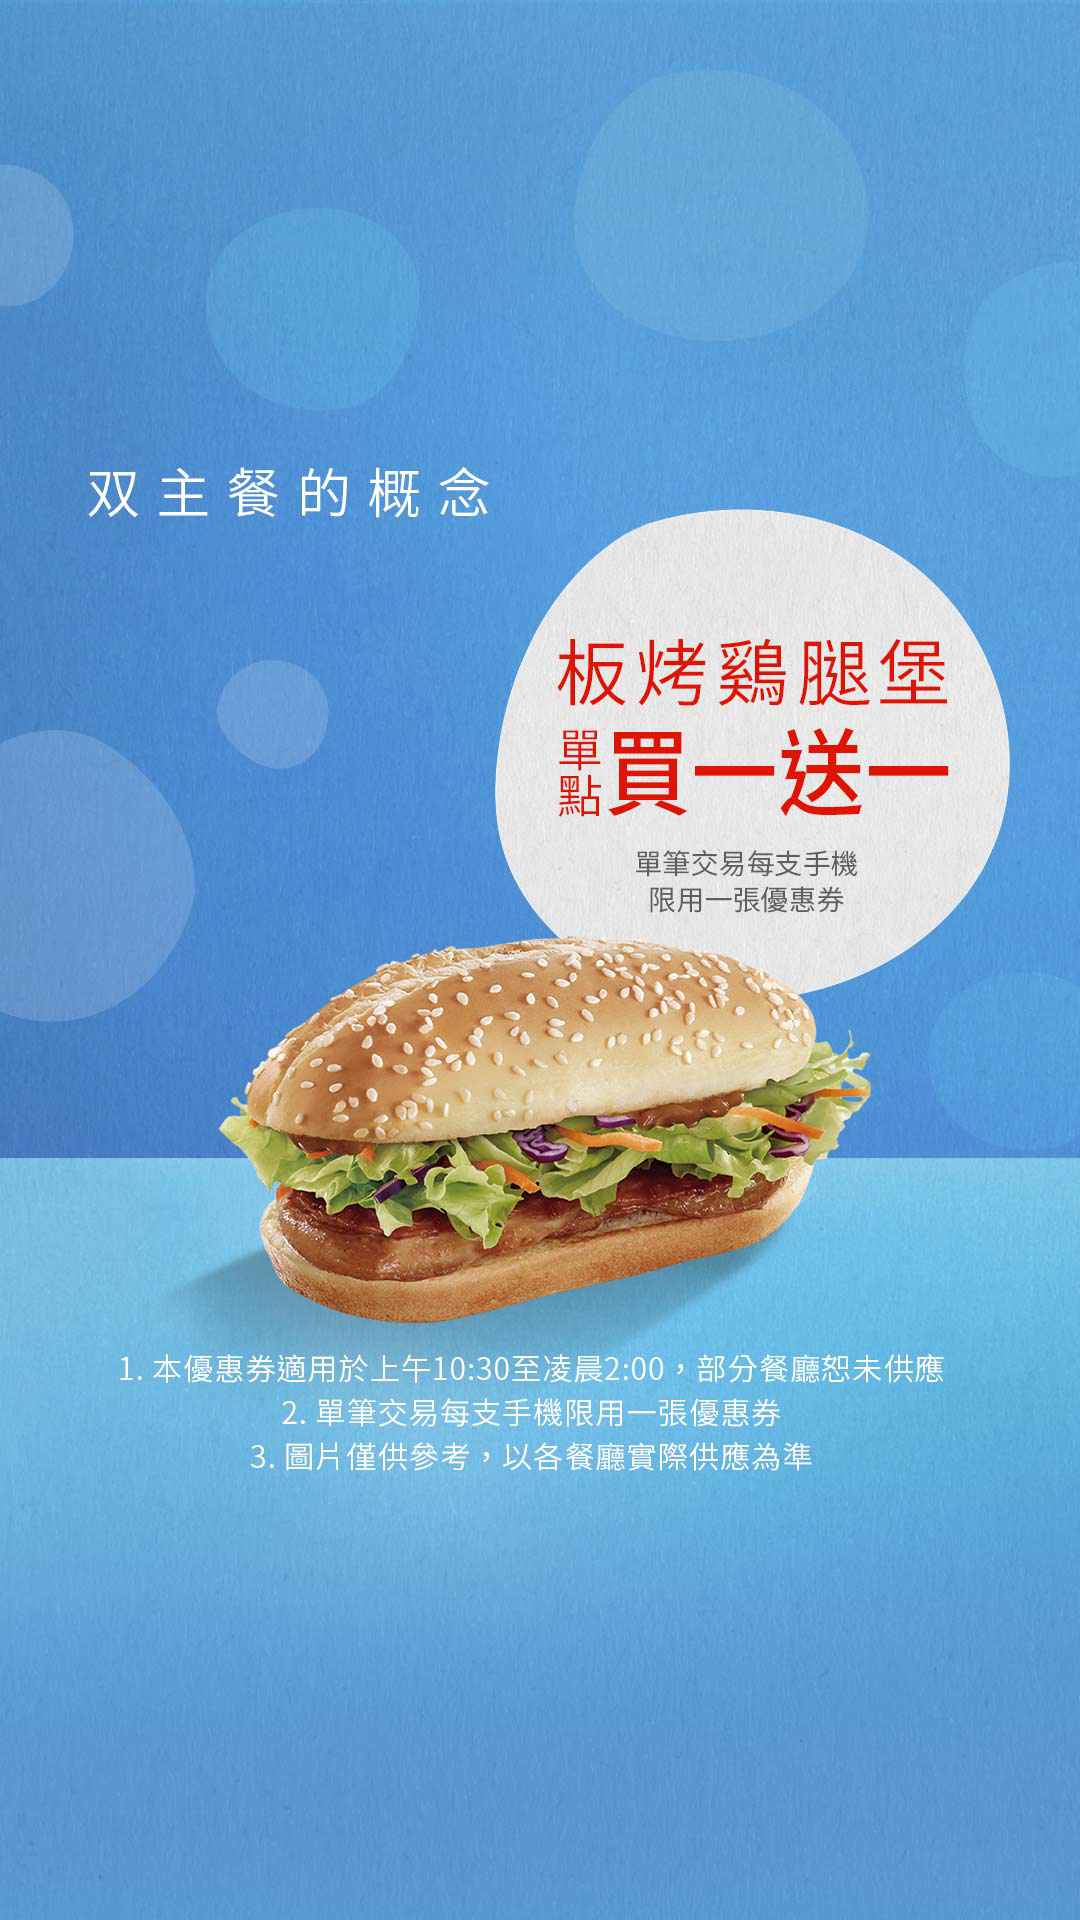 双主餐的概念
板烤鷄腿堡
單點買一送一
單筆交易每支手機
限用一張優惠券
1. 本優惠券適用於上午10:30至凌晨2:00，部分餐廳恕未供應
2. 單筆交易每支手機限用一張優惠券
3. 圖片僅供參考，以各餐廳實際供應為準